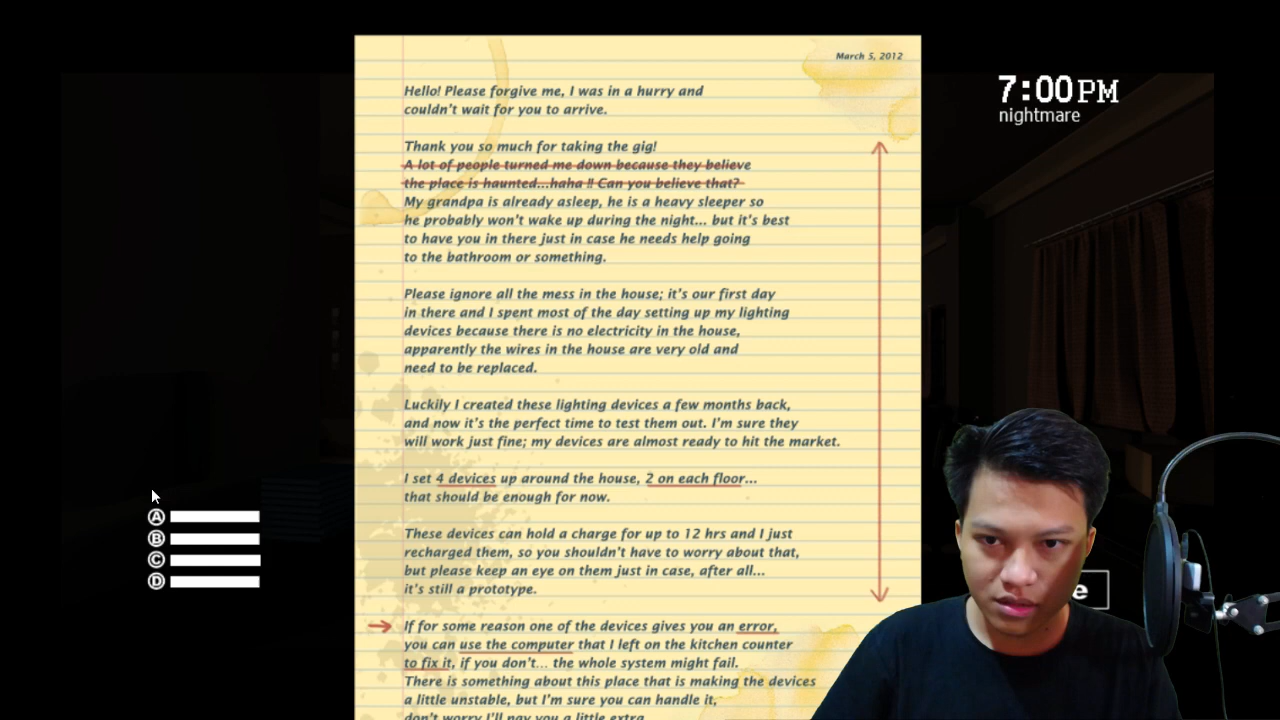 March 5, 2012
Hello! Please forgive me, I was in a hurry and
couldn't wait for you to arrive.
Thank you so much for taking the gig!
A lot of people turned me down because they believe
the place is haunted...haha !! Can you believe that?
My grandpa is already asleep, he is a heavy sleeper so
he probably won't wake up during the night... but it's best
to have you in there just in case he needs help going
to the bathroom or something.
Please ignore all the mess in the house; it's our first day
in there and I spent most of the day setting up my lighting
devices because there is no electricity in the house,
apparently the wires in the house are very old and
need to be replaced.
Luckily I created these lighting devices a few months back,
and now it's the perfect time to test them out. I'm sure they
will work just fine; my devices are almost ready to hit the market.
I set 4 devices up around the house, 2 on each floor...
that should be enough for now.
These devices can hold a charge for up to 12 hrs and I just
recharged them, so you shouldn't have to worry about that,
but please keep an eye on them just in case, after all...
it's still a prototype.
If for some reason one of the devices gives you an error,
you can use the computer that I left on the kitchen counter
to fix it, if you don't... the whole system might fail.
There is something about this place that is making the devices
a little unstable, but I'm sure you can handle it,
don't worry I'll pay you a little extra
7:00 PM
nightmare
A
B
C
D
e